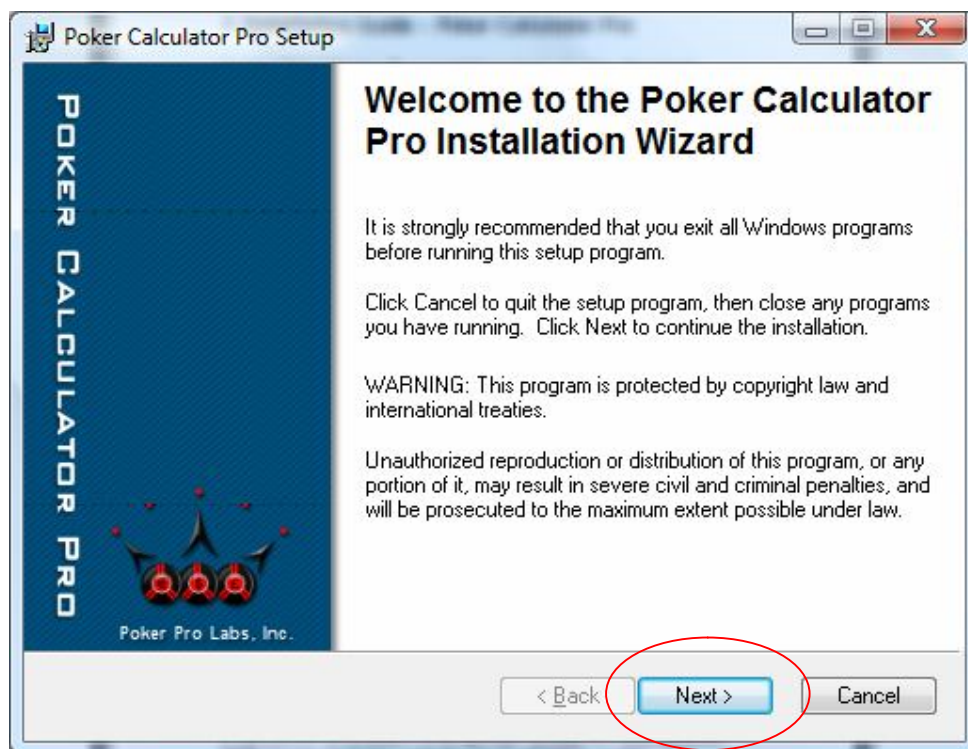 Poker Calculator Pro Setup
POKER CALCULATOR PRO
Poker Pro Labs, Inc.
Welcome to the Poker Calculator
Pro Installation Wizard
It is strongly recommended that you exit all Windows programs
before running this setup program.
Click Cancel to quit the setup program, then close any programs
you have running. Click Next to continue the installation.
WARNING: This program is protected by copyright law and
international treaties.
Unauthorized reproduction or distribution of this program, or any
portion of it, may result in severe civil and criminal penalties, and
will be prosecuted to the maximum extent possible under law.
< Back
Next >
Cancel